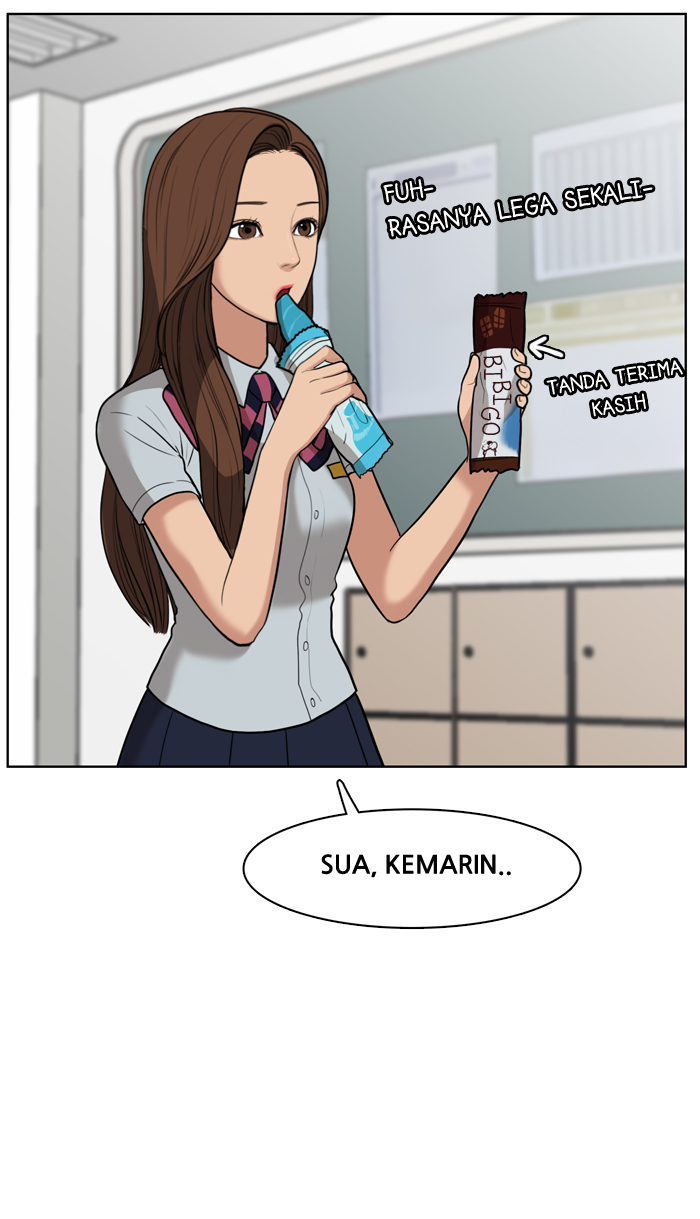 FUH-
RASANYA LEGA SEKALI-
BIBIGO
TANDA TERIMA
KASIH
SUA, KEMARIN..